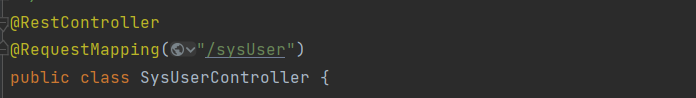 @RestController
@RequestMapping("/sysUser")
public class SysUserController {